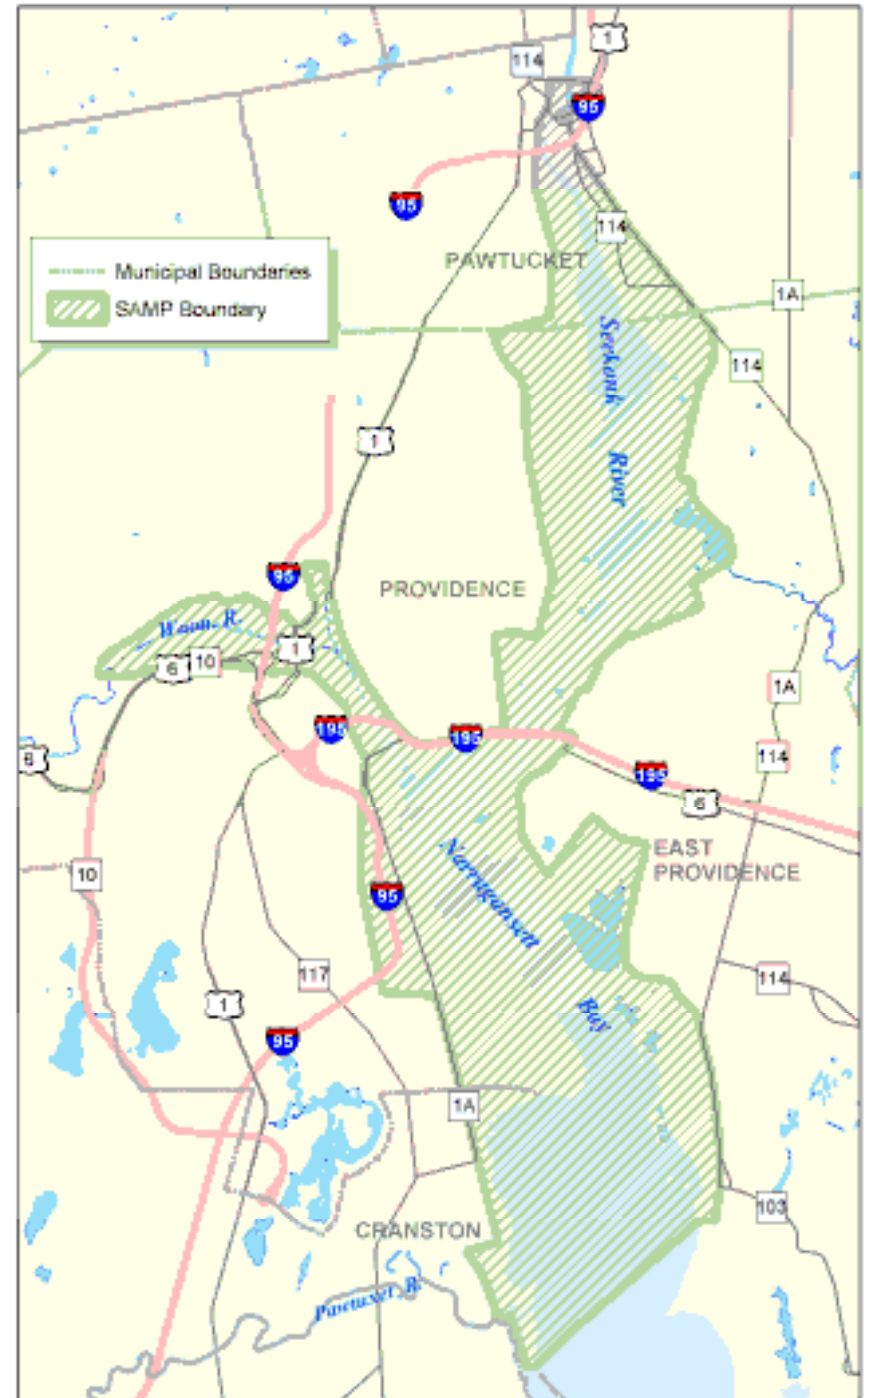 1
114
95
95
114
PAWTUCKET
Municipal Boundaries
SAMP Boundary
1A
Seekonk
River
114
1
95
PROVIDENCE
Woon. R.
1
6
10
1A
195
195
114
6
195
6
EAST
PROVIDENCE
Narragansett
10
95
117
114
1
Bay
95
1A
103
CRANSTON
Pawtuxet R.